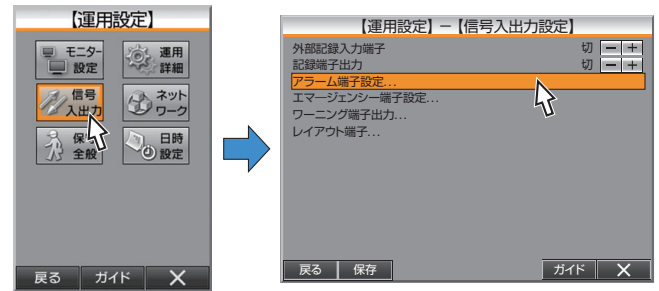 【運用設定】
モニター
設定
運用
詳細
信号
入出力
ネット
ワーク
保守
全般
日時
設定
戻る ガイド ✕
【運用設定】－【信号入出力設定】
外部記録入力端子 切 － ＋
記録端子出力 切 － ＋
アラーム端子設定...
エマージェンシー端子設定...
ワーニング端子出力...
レイアウト端子...
戻る 保存 ガイド ✕